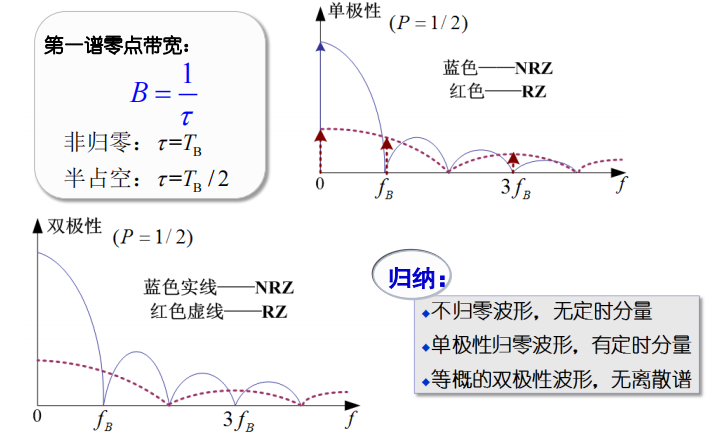 第一谱零点带宽：
B = 1/τ
非归零：τ=T_B
半占空：τ=T_B / 2
单极性
(P = 1/2)
蓝色——NRZ
红色——RZ
0 f_B 3f_B f
双极性
(P = 1/2)
蓝色实线——NRZ
红色虚线——RZ
0 f_B 3f_B f
归纳：
◆不归零波形，无定时分量
◆单极性归零波形，有定时分量
◆等概的双极性波形，无离散谱